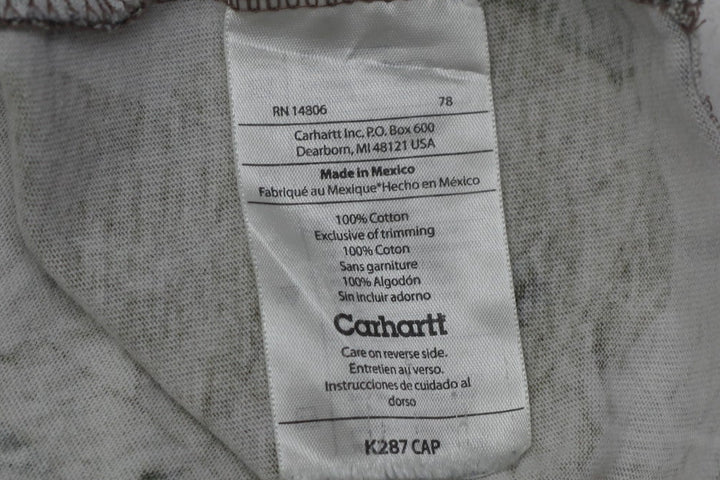 RN 14806 78
Carhartt Inc, P.O. Box 600
Dearborn, MI 48121 USA
Made in Mexico
Fabriqué au Mexique*Hecho en México
100% Cotton
Exclusive of trimming
100% Coton
Sans garniture
100% Algodón
Sin incluir adorno
Carhartt
Care on reverse side.
Entretien au verso.
Instrucciones de cuidado al
dorso
K287 CAP